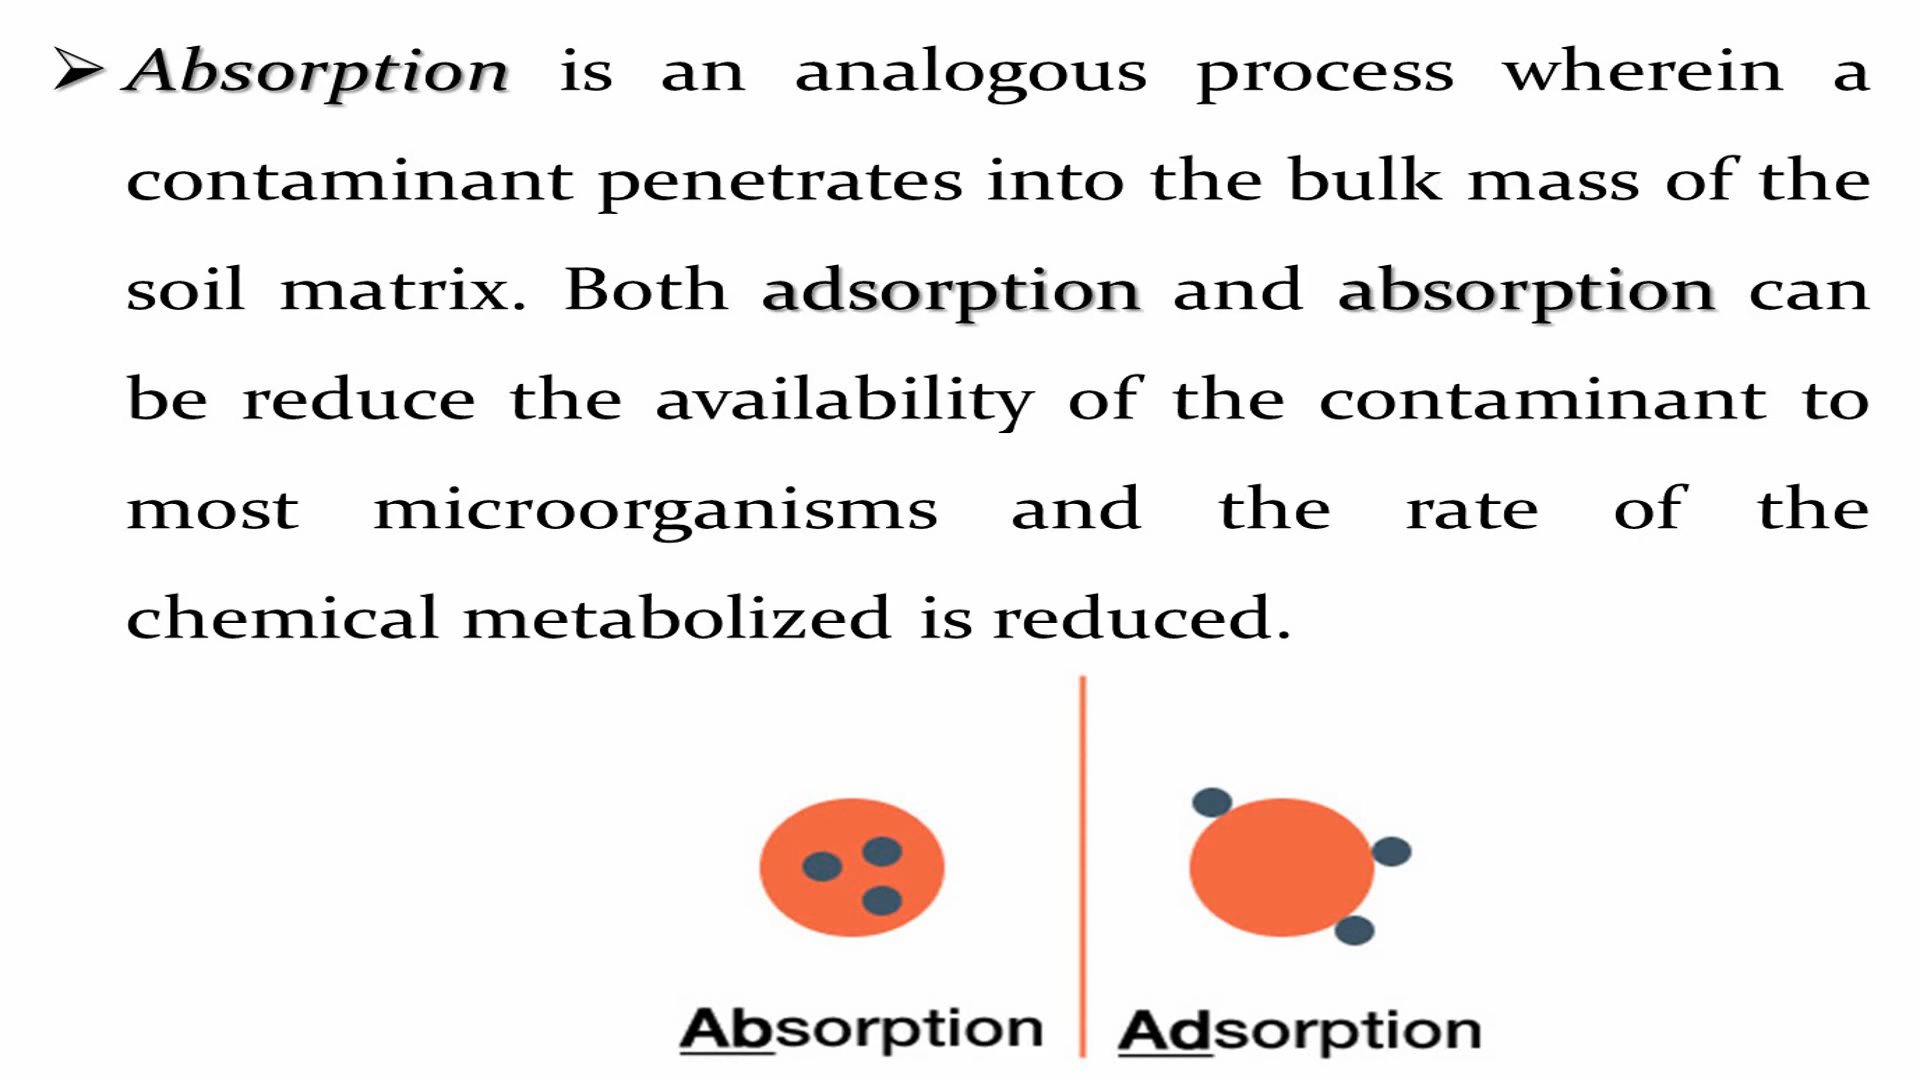 Absorption is an analogous process wherein a
contaminant penetrates into the bulk mass of the
soil matrix. Both adsorption and absorption can
be reduce the availability of the contaminant to
most microorganisms and the rate of the
chemical metabolized is reduced.
Absorption
Adsorption